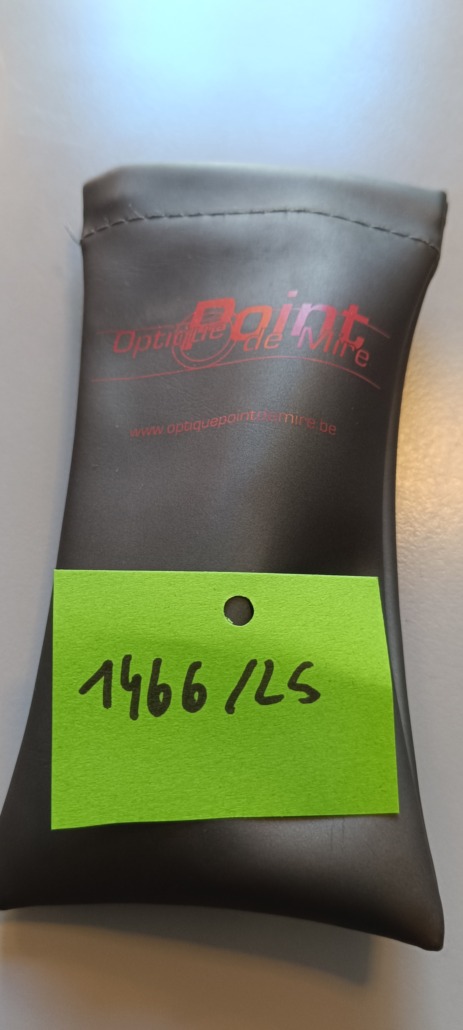 Optique Point de Mire
www.optiquepointdemire.be
1466/LS